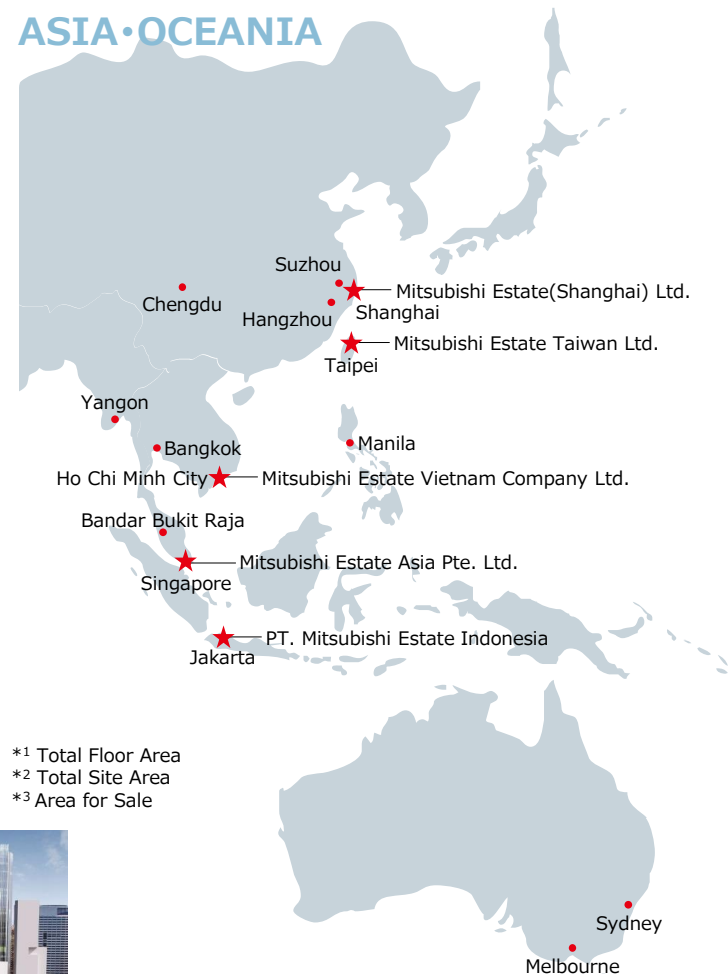 ASIA・OCEANIA
Suzhou
Mitsubishi Estate(Shanghai) Ltd.
Chengdu
Hangzhou
Shanghai
Mitsubishi Estate Taiwan Ltd.
Taipei
Yangon
Bangkok
Manila
Ho Chi Minh City
Mitsubishi Estate Vietnam Company Ltd.
Bandar Bukit Raja
Mitsubishi Estate Asia Pte. Ltd.
Singapore
PT. Mitsubishi Estate Indonesia
Jakarta
*1 Total Floor Area
*2 Total Site Area
*3 Area for Sale
Sydney
Melbourne